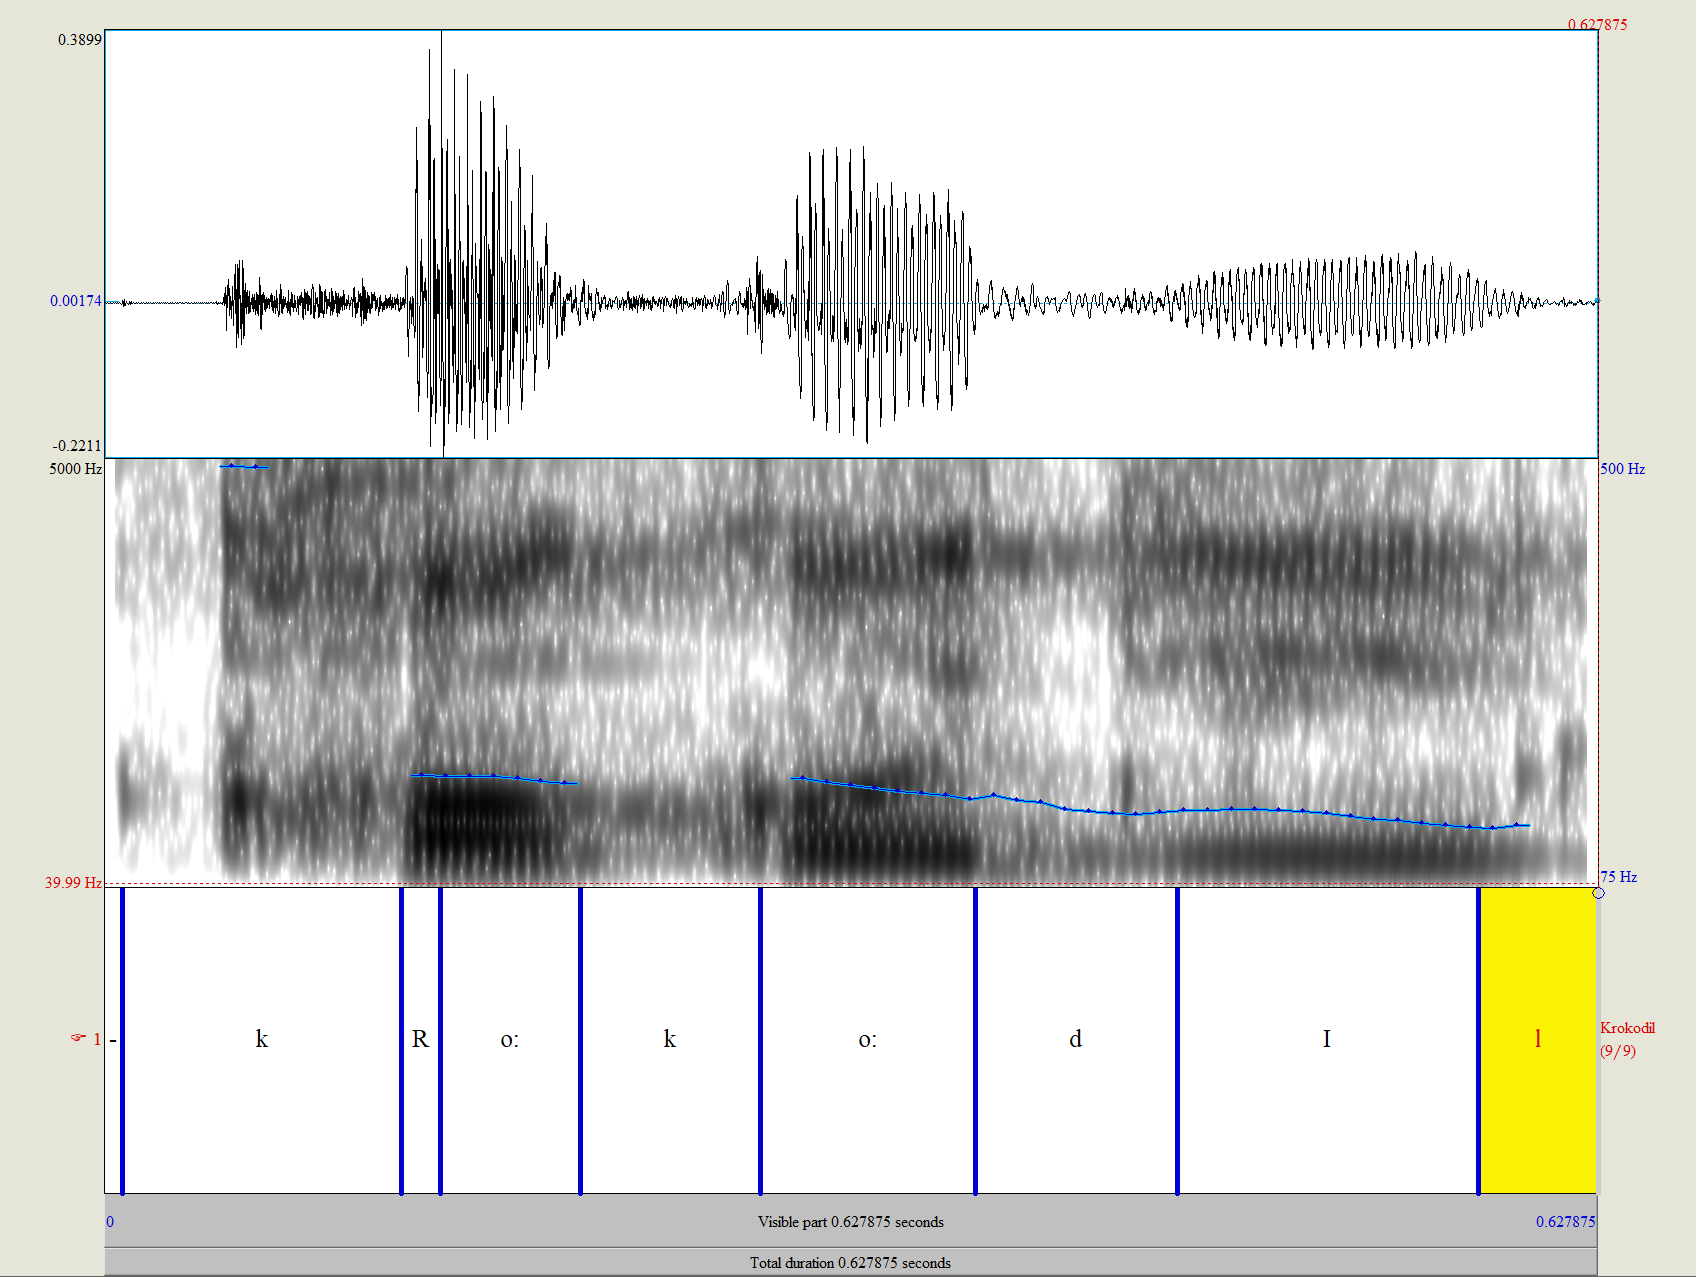 0.627875
0.3899
0.00174
-0.2211
5000 Hz 500 Hz
39.99 Hz 75 Hz
☞ 1 - k R o: k o: d I l Krokodil
(9/9)
0 Visible part 0.627875 seconds 0.627875
Total duration 0.627875 seconds